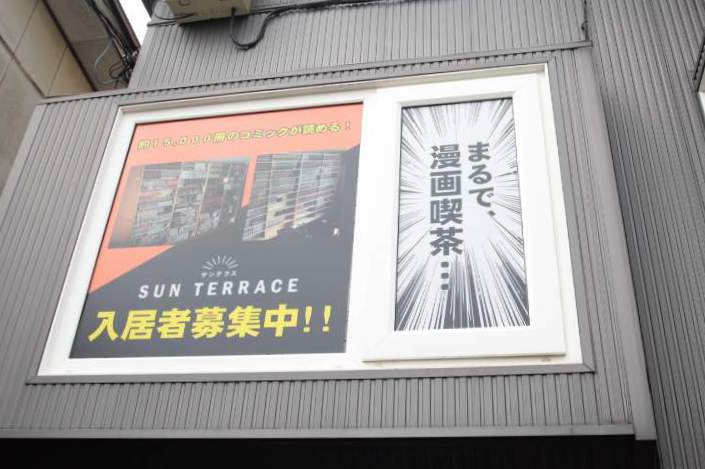 約15,000冊のコミックが読める！
サンテラス
SUN TERRACE
入居者募集中!!
まるで、
漫画喫茶…